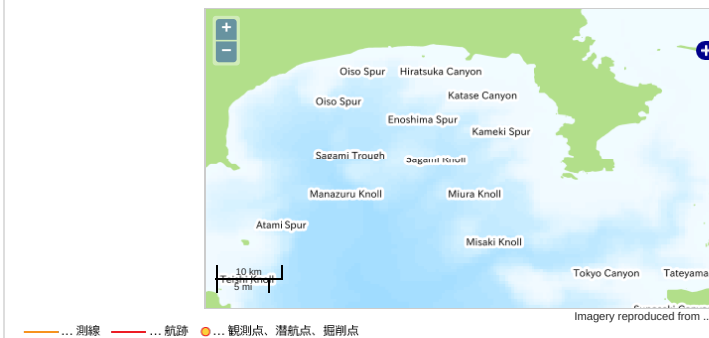 +
−
Oiso Spur
Hiratsuka Canyon
Oiso Spur
Katase Canyon
Enoshima Spur
Kameki Spur
Sagami Trough
Sagami Knoll
Manazuru Knoll
Miura Knoll
Atami Spur
Misaki Knoll
10 km
Teishi Knoll
5 mi
Tokyo Canyon
Tateyama
Imagery reproduced from ..
... 測線
... 航跡
... 観測点、潜航点、掘削点